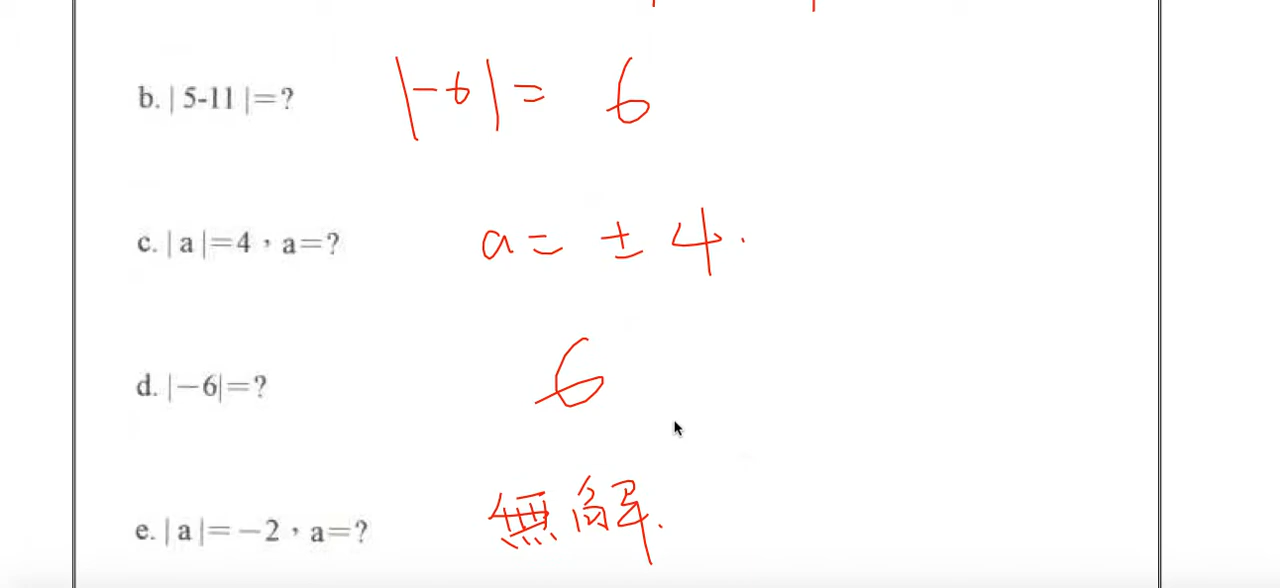 b. | 5-11 |=? |-6|= 6
c. | a |=4，a=? a= ±4.
d. |−6|=? 6
e. | a |=−2，a=? 無解.